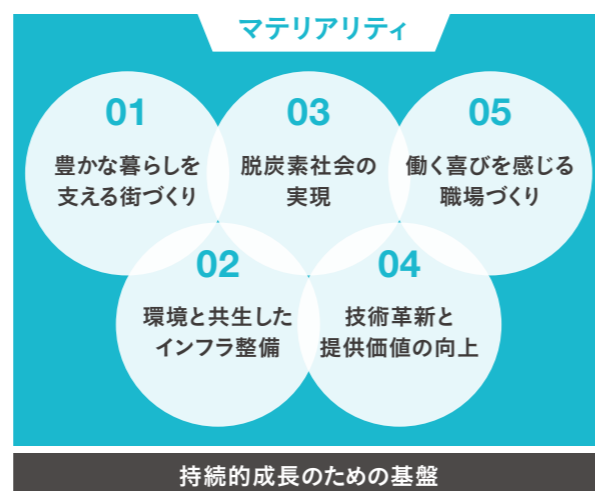 マテリアリティ
01
豊かな暮らしを
支える街づくり
02
環境と共生した
インフラ整備
03
脱炭素社会の
実現
04
技術革新と
提供価値の向上
05
働く喜びを感じる
職場づくり
持続的成長のための基盤